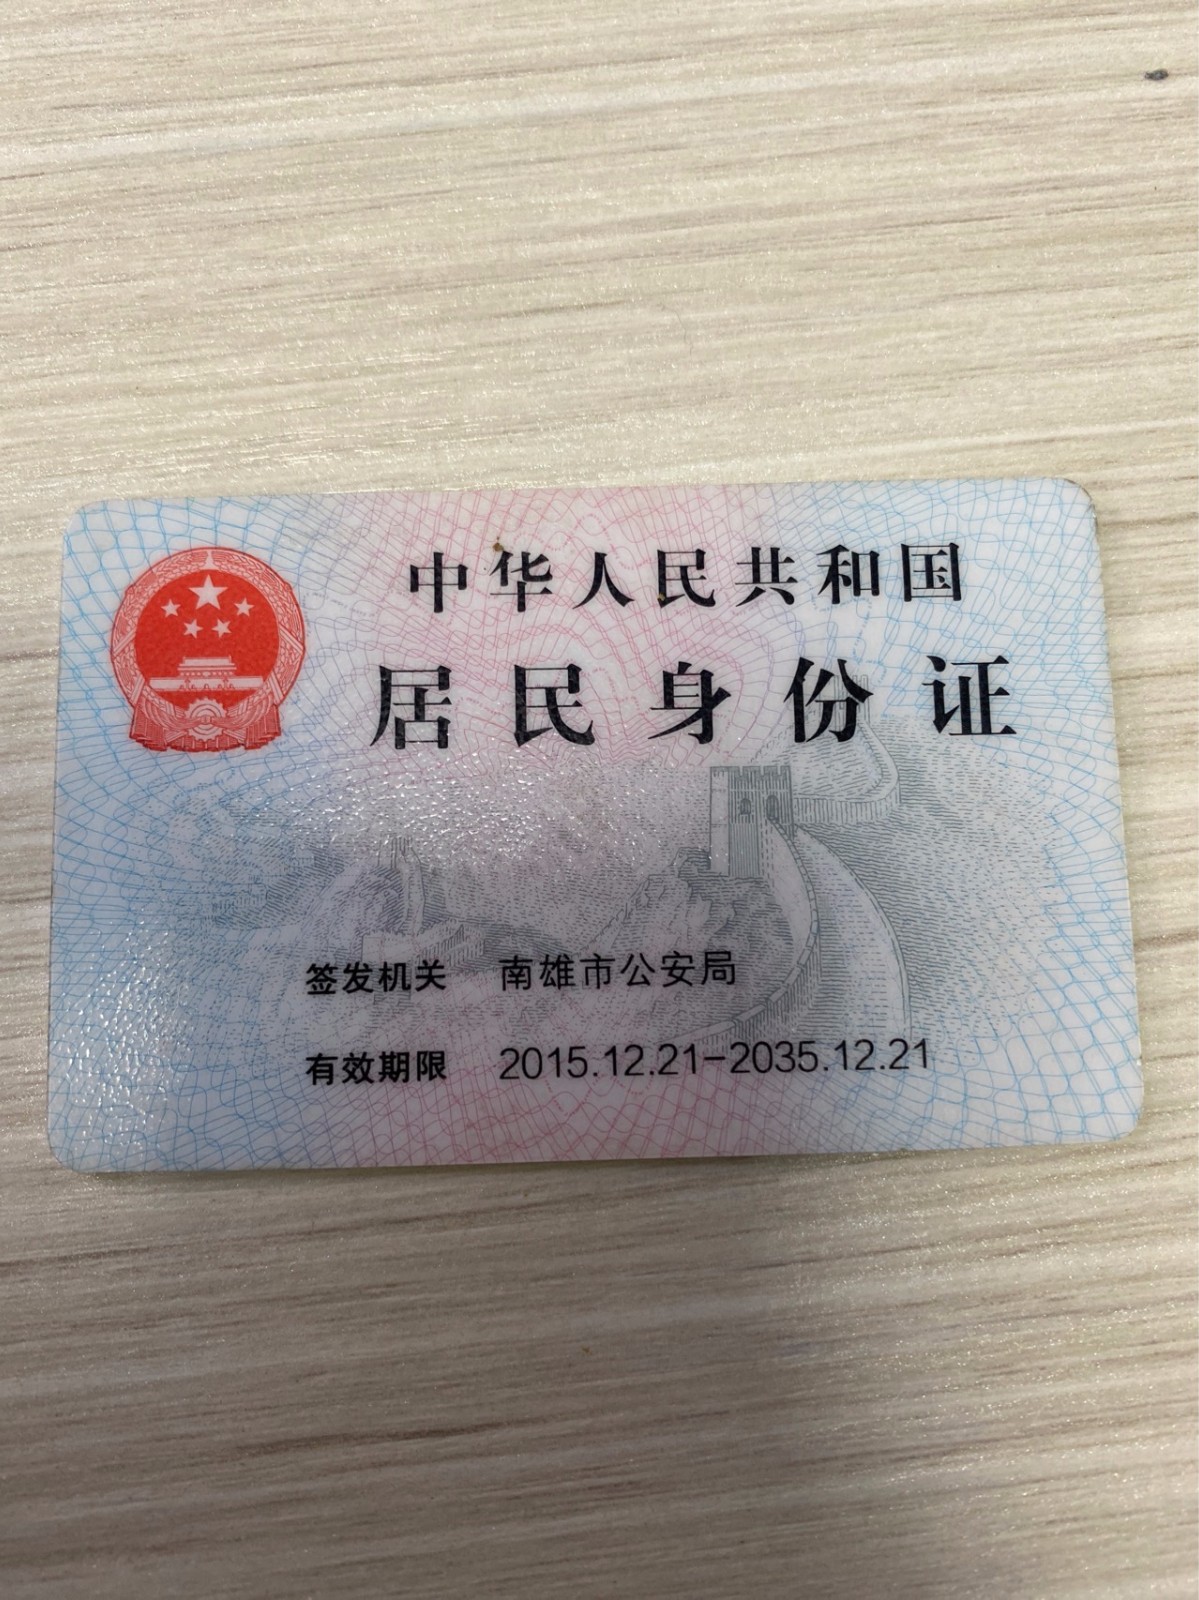 中华人民共和国
居民身份证
签发机关 南雄市公安局
有效期限 2015.12.21-2035.12.21